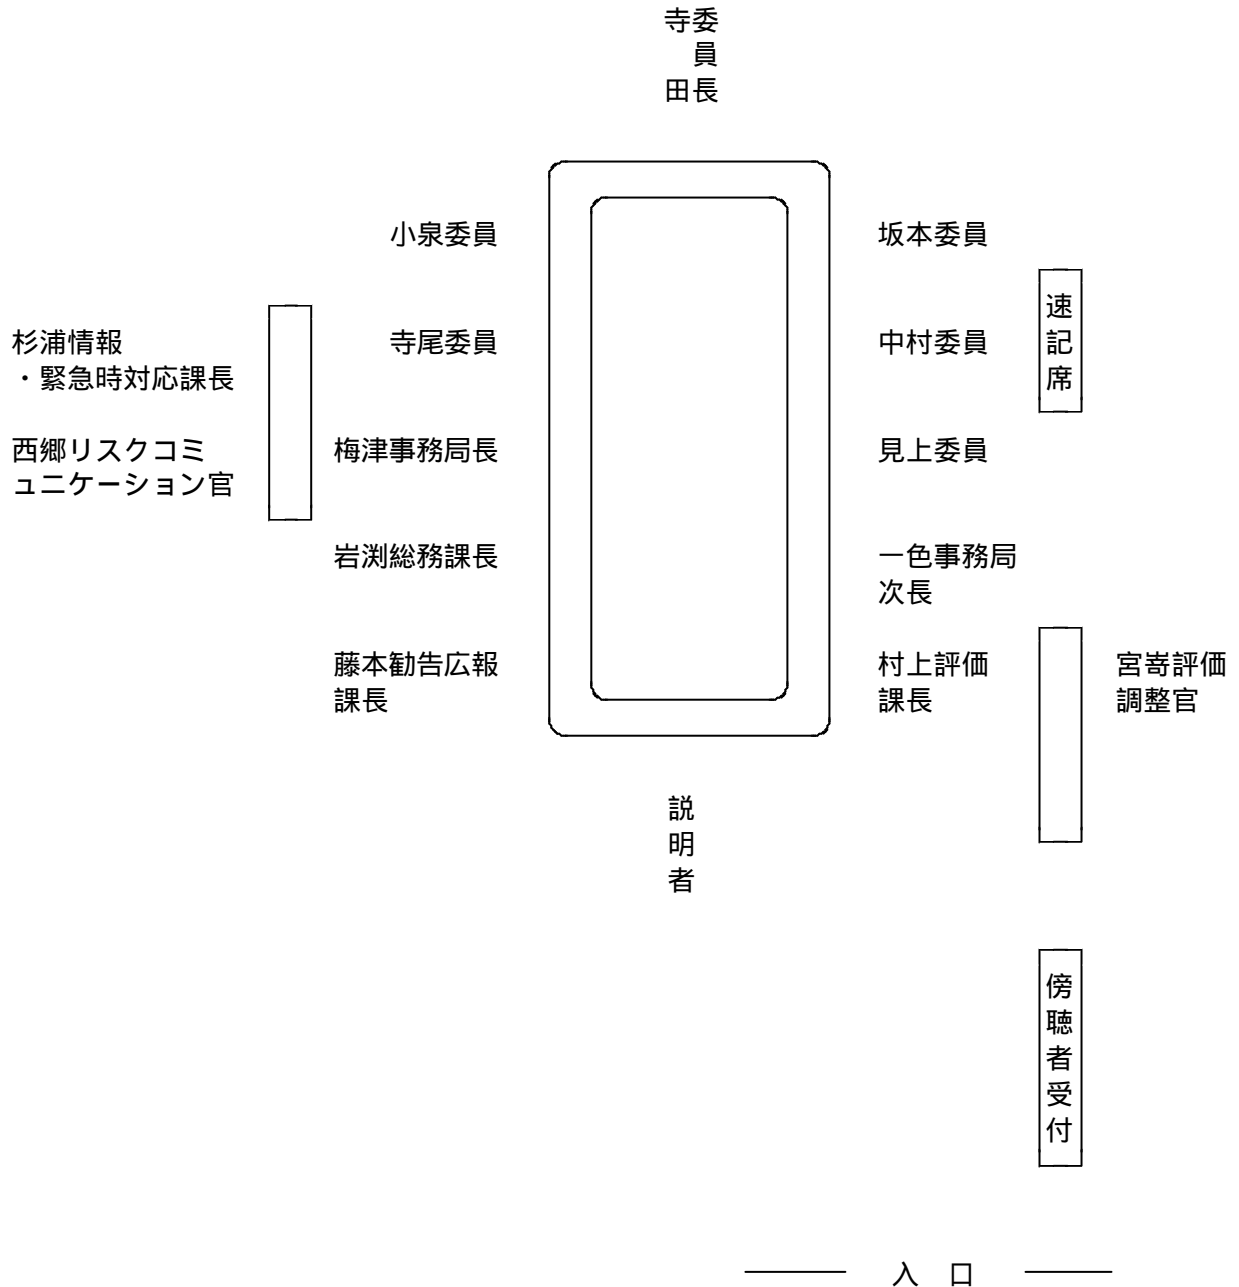 寺田委員長
小泉委員
坂本委員
速記席
杉浦情報
・緊急時対応課長
寺尾委員
中村委員
西郷リスクコミ
ュニケーション官
梅津事務局長
見上委員
岩渕総務課長
一色事務局
次長
藤本勧告広報
課長
村上評価
課長
宮嵜評価
調整官
説明者
傍聴者受付
入 口